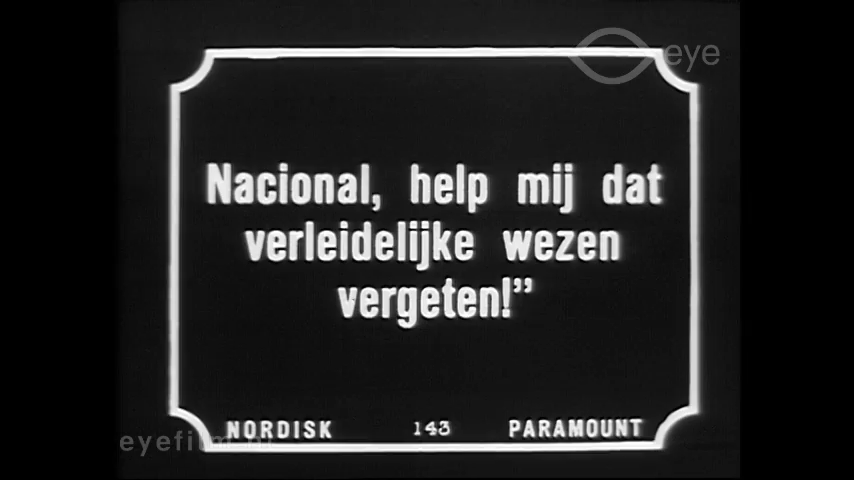 eye
Nacional, help mij dat
verleidelijke wezen
vergeten!”
NORDISK 143 PARAMOUNT
eyefilm.nl